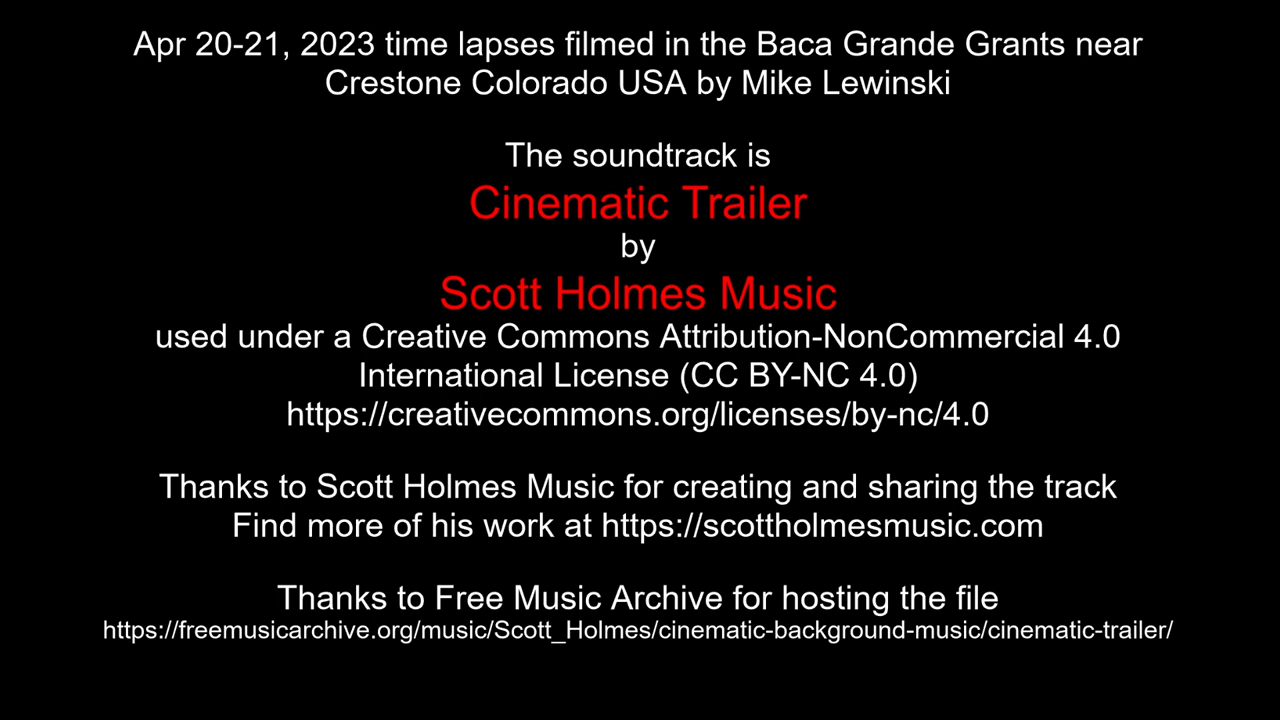 Apr 20-21, 2023 time lapses filmed in the Baca Grande Grants near
Crestone Colorado USA by Mike Lewinski
The soundtrack is
Cinematic Trailer
by
Scott Holmes Music
used under a Creative Commons Attribution-NonCommercial 4.0
International License (CC BY-NC 4.0)
https://creativecommons.org/licenses/by-nc/4.0
Thanks to Scott Holmes Music for creating and sharing the track
Find more of his work at https://scottholmesmusic.com
Thanks to Free Music Archive for hosting the file
https://freemusicarchive.org/music/Scott_Holmes/cinematic-background-music/cinematic-trailer/